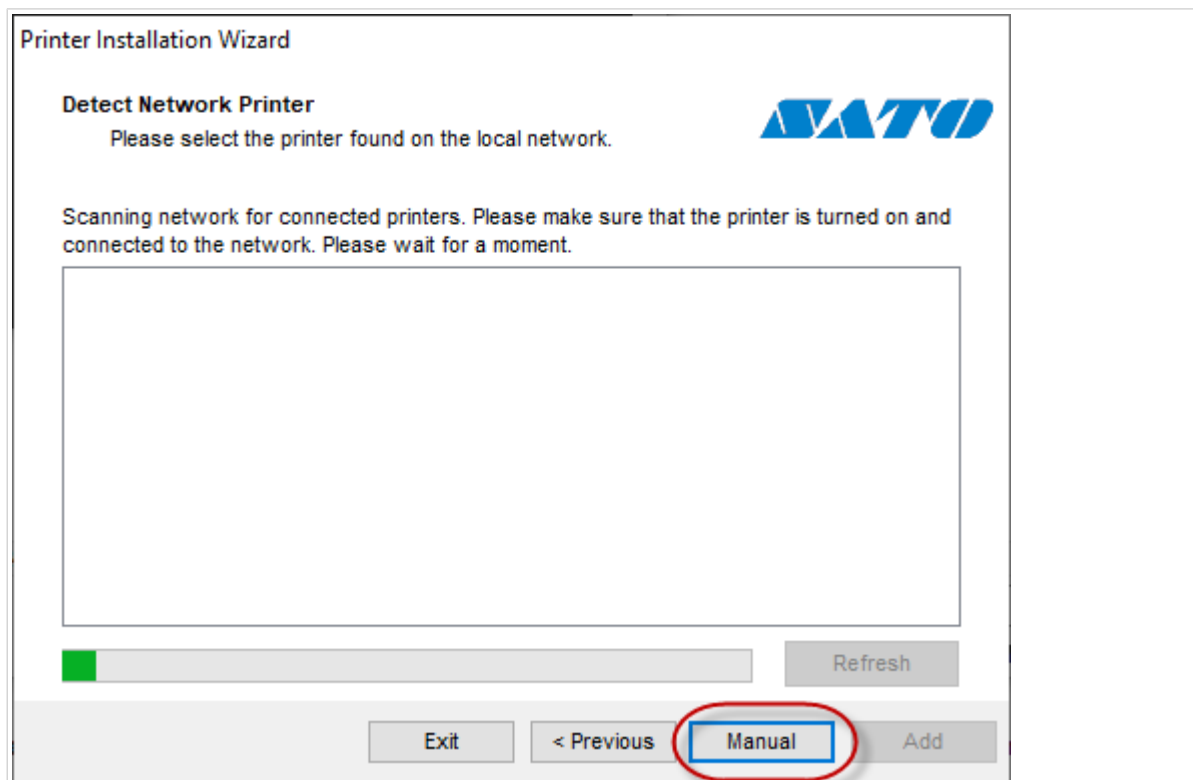 Printer Installation Wizard
Detect Network Printer
Please select the printer found on the local network.
SATO
Scanning network for connected printers. Please make sure that the printer is turned on and
connected to the network. Please wait for a moment.
Refresh
Exit
< Previous
Manual
Add